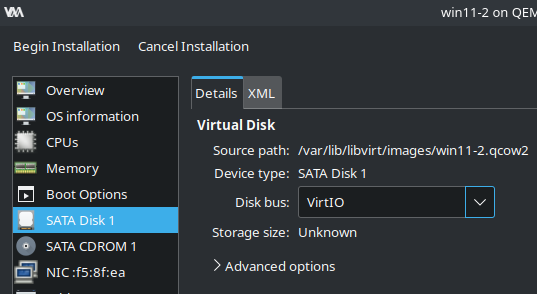 win11-2 on QEM
Begin Installation Cancel Installation
Overview
OS information
CPUs
Memory
Boot Options
SATA Disk 1
SATA CDROM 1
NIC :f5:8f:ea
Details XML
Virtual Disk
Source path: /var/lib/libvirt/images/win11-2.qcow2
Device type: SATA Disk 1
Disk bus: VirtIO
Storage size: Unknown
Advanced options